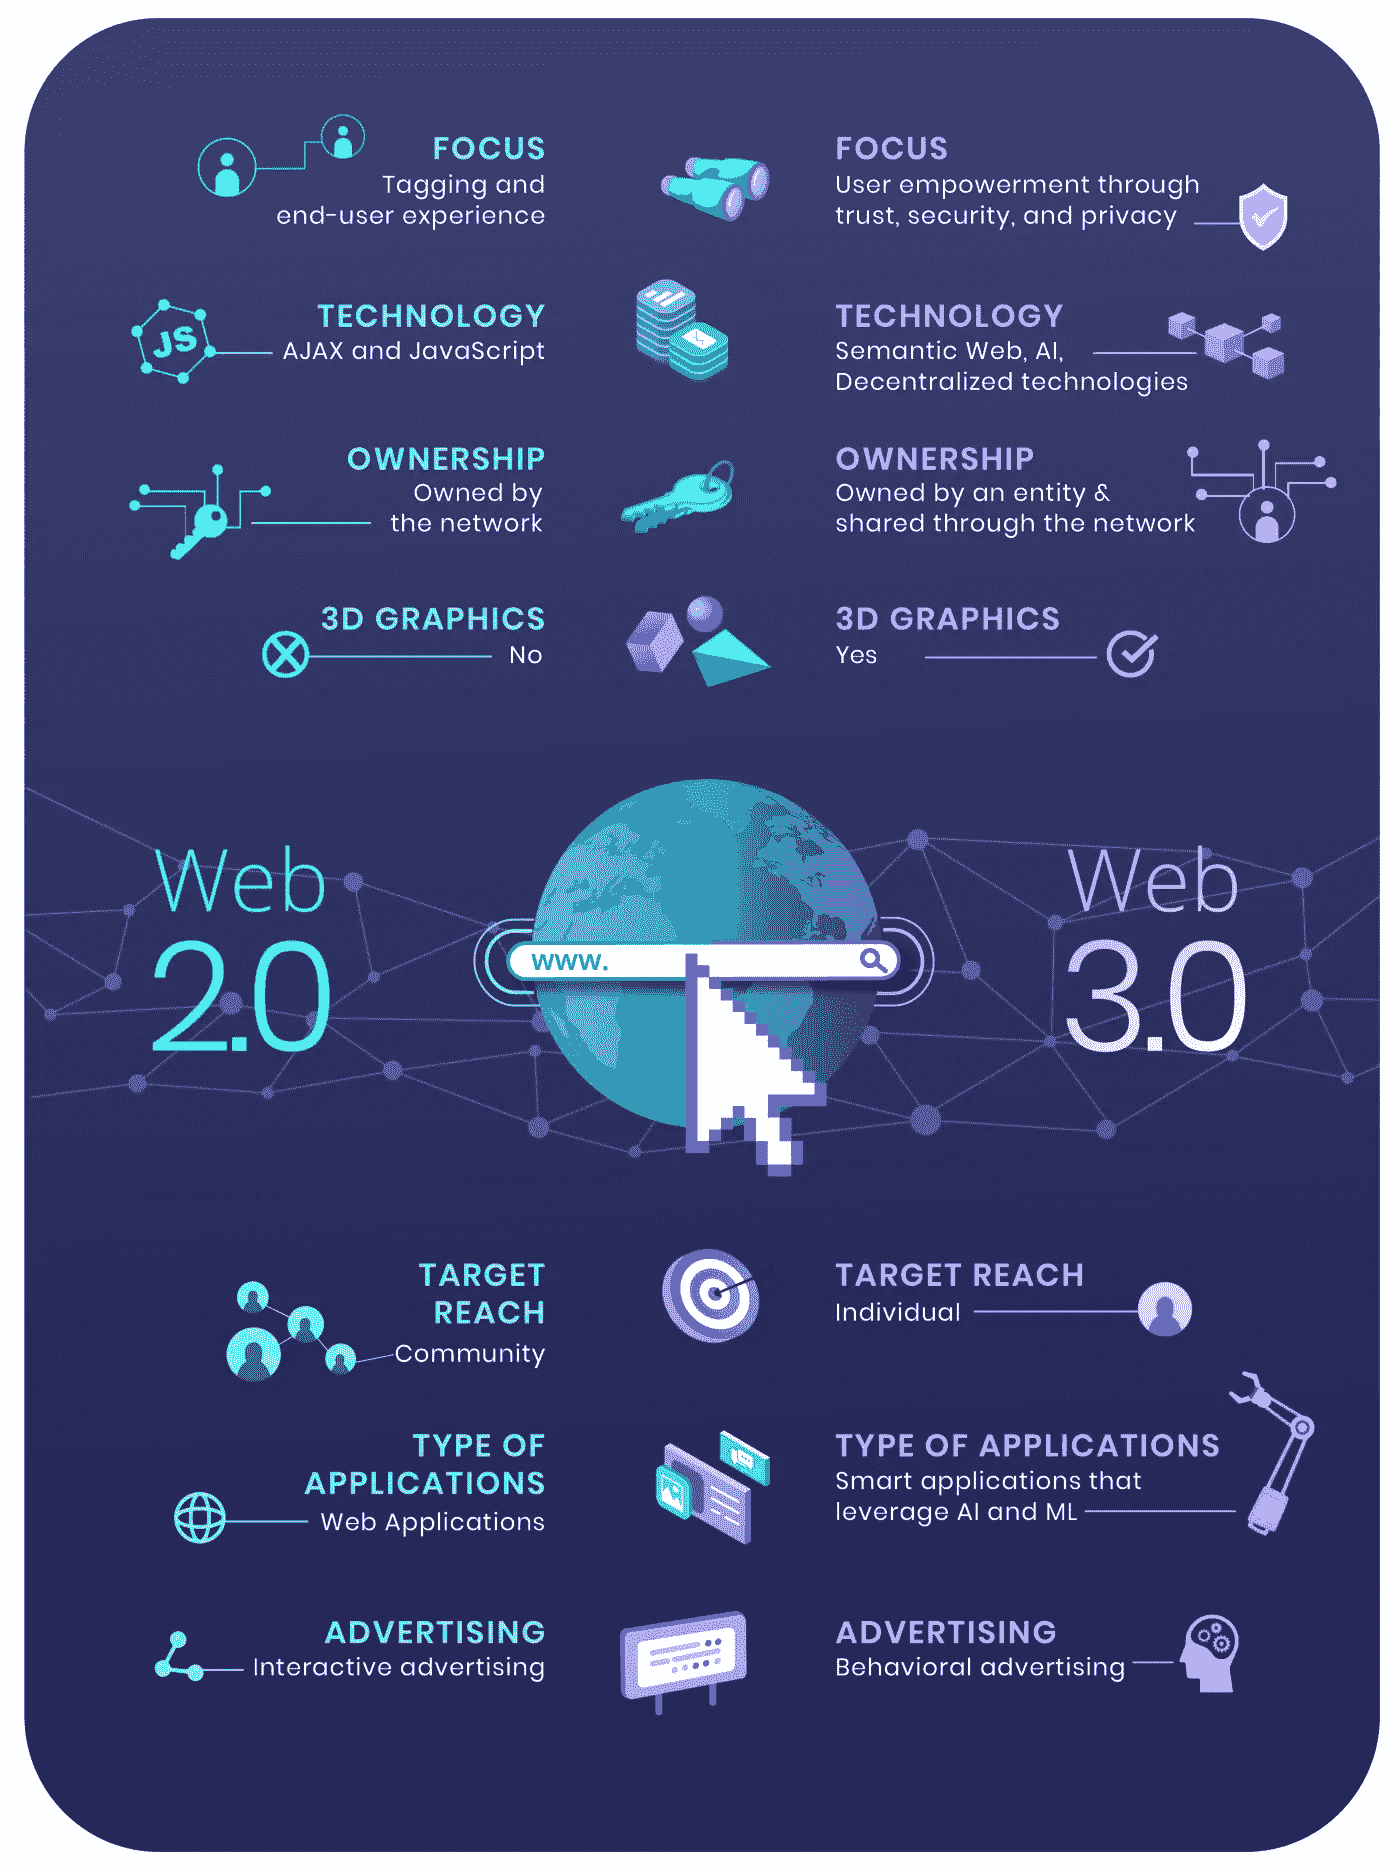 FOCUS
Tagging and
end-user experience
FOCUS
User empowerment through
trust, security, and privacy
JS
TECHNOLOGY
AJAX and JavaScript
TECHNOLOGY
Semantic Web, AI,
Decentralized technologies
OWNERSHIP
Owned by
the network
OWNERSHIP
Owned by an entity &
shared through the network
3D GRAPHICS
No
3D GRAPHICS
Yes
Web
2.0
www.
Web
3.0
TARGET
REACH
Community
TARGET REACH
Individual
TYPE OF
APPLICATIONS
Web Applications
TYPE OF APPLICATIONS
Smart applications that
leverage AI and ML
ADVERTISING
Interactive advertising
ADVERTISING
Behavioral advertising